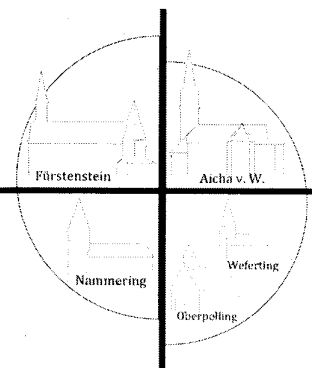 Fürstenstein
Aicha v. W.
Nammering
Weferting
Oberpolling